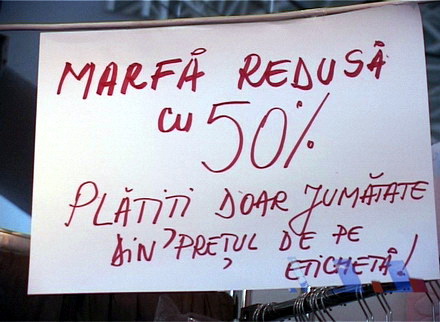 MARFĂ REDUSĂ
CU 50%
PLĂTIȚI DOAR JUMĂTATE
DIN PREȚUL DE PE
ETICHETĂ!